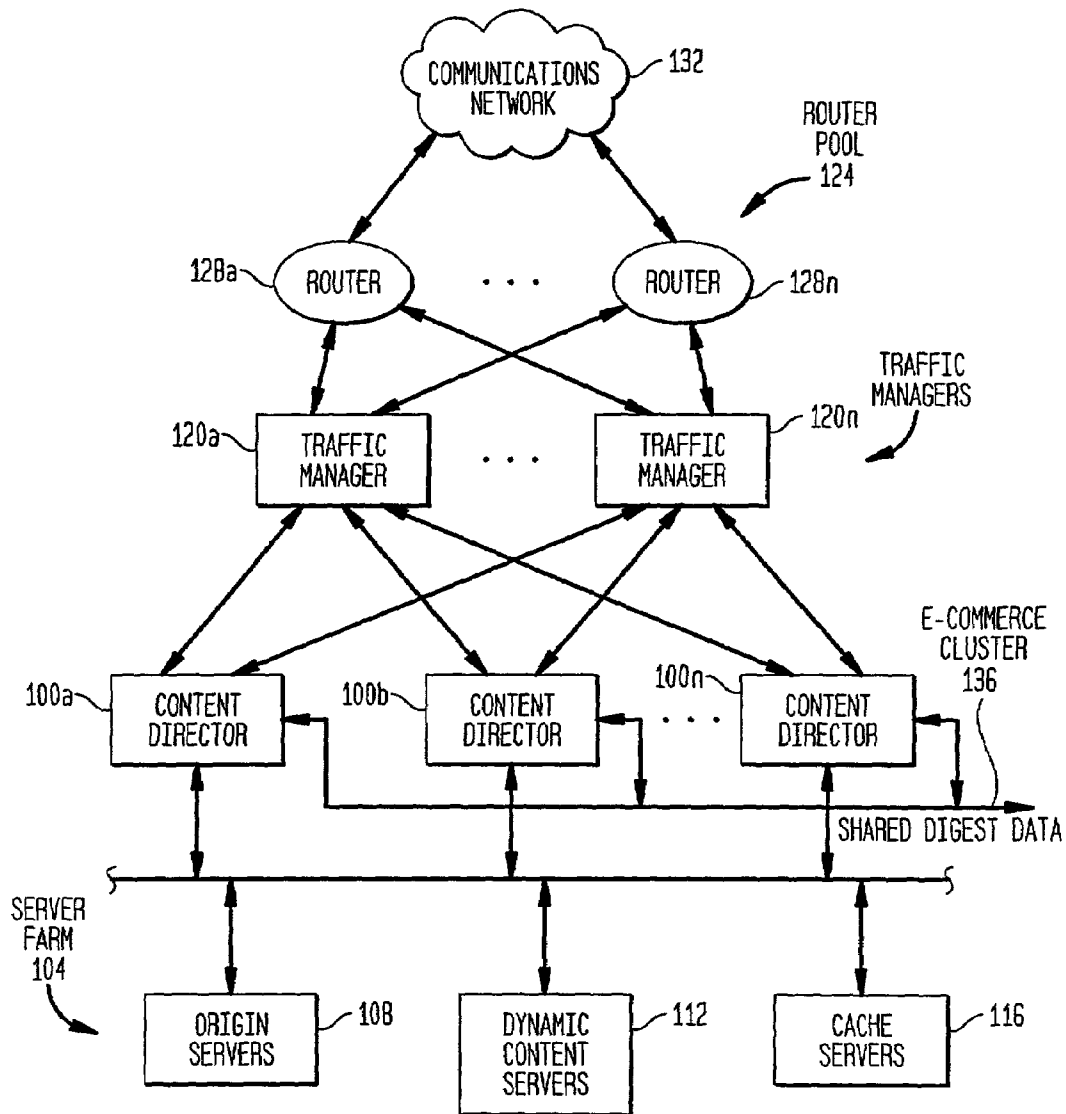 COMMUNICATIONS
NETWORK
132
ROUTER
POOL
124
128a
ROUTER
. . .
ROUTER
128n
TRAFFIC
MANAGERS
120a
TRAFFIC
MANAGER
. . .
TRAFFIC
MANAGER
120n
E-COMMERCE
CLUSTER
136
100a
CONTENT
DIRECTOR
100b
CONTENT
DIRECTOR
. . .
100n
CONTENT
DIRECTOR
SHARED DIGEST DATA
SERVER
FARM
104
ORIGIN
SERVERS
108
DYNAMIC
CONTENT
SERVERS
112
CACHE
SERVERS
116